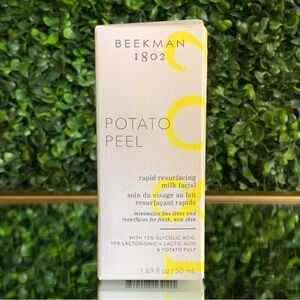 BEEKMAN
1802
POTATO
PEEL
rapid resurfacing
milk facial
soin du visage au lait
resurfaçant rapide
minimizes fine lines and
resurfaces for fresh, new skin
WITH 15% GLYCOLIC ACID,
10% LACTOBIONIC + LACTIC ACID
& POTATO PULP
1.69 fl oz | 50 mL